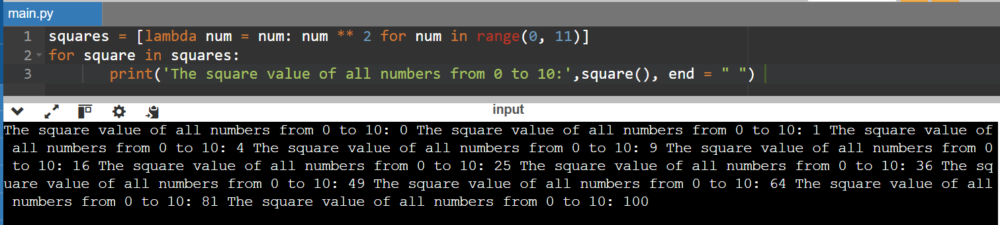 main.py
1 squares = [lambda num = num: num ** 2 for num in range(0, 11)]
2 for square in squares:
3 print('The square value of all numbers from 0 to 10:',square(), end = " ")
input
The square value of all numbers from 0 to 10: 0 The square value of all numbers from 0 to 10: 1 The square value of
all numbers from 0 to 10: 4 The square value of all numbers from 0 to 10: 9 The square value of all numbers from 0
to 10: 16 The square value of all numbers from 0 to 10: 25 The square value of all numbers from 0 to 10: 36 The sq
uare value of all numbers from 0 to 10: 49 The square value of all numbers from 0 to 10: 64 The square value of all
numbers from 0 to 10: 81 The square value of all numbers from 0 to 10: 100